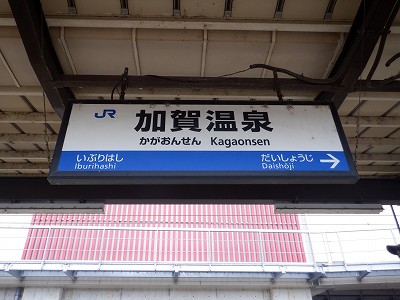 JR 加賀温泉
かがおんせん Kagaonsen
いぶりはし だいしょうじ
Iburihashi Daishōji